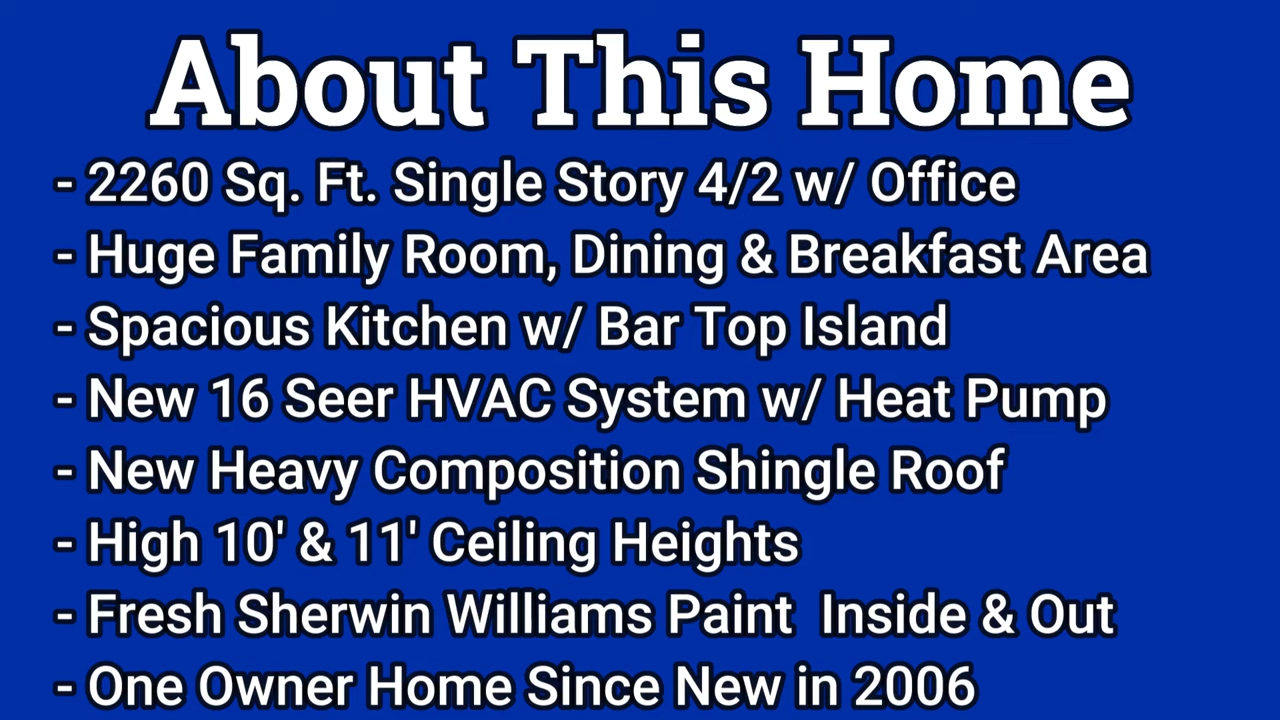 About This Home
- 2260 Sq. Ft. Single Story 4/2 w/ Office
- Huge Family Room, Dining & Breakfast Area
- Spacious Kitchen w/ Bar Top Island
- New 16 Seer HVAC System w/ Heat Pump
- New Heavy Composition Shingle Roof
- High 10' & 11' Ceiling Heights
- Fresh Sherwin Williams Paint  Inside & Out
- One Owner Home Since New in 2006